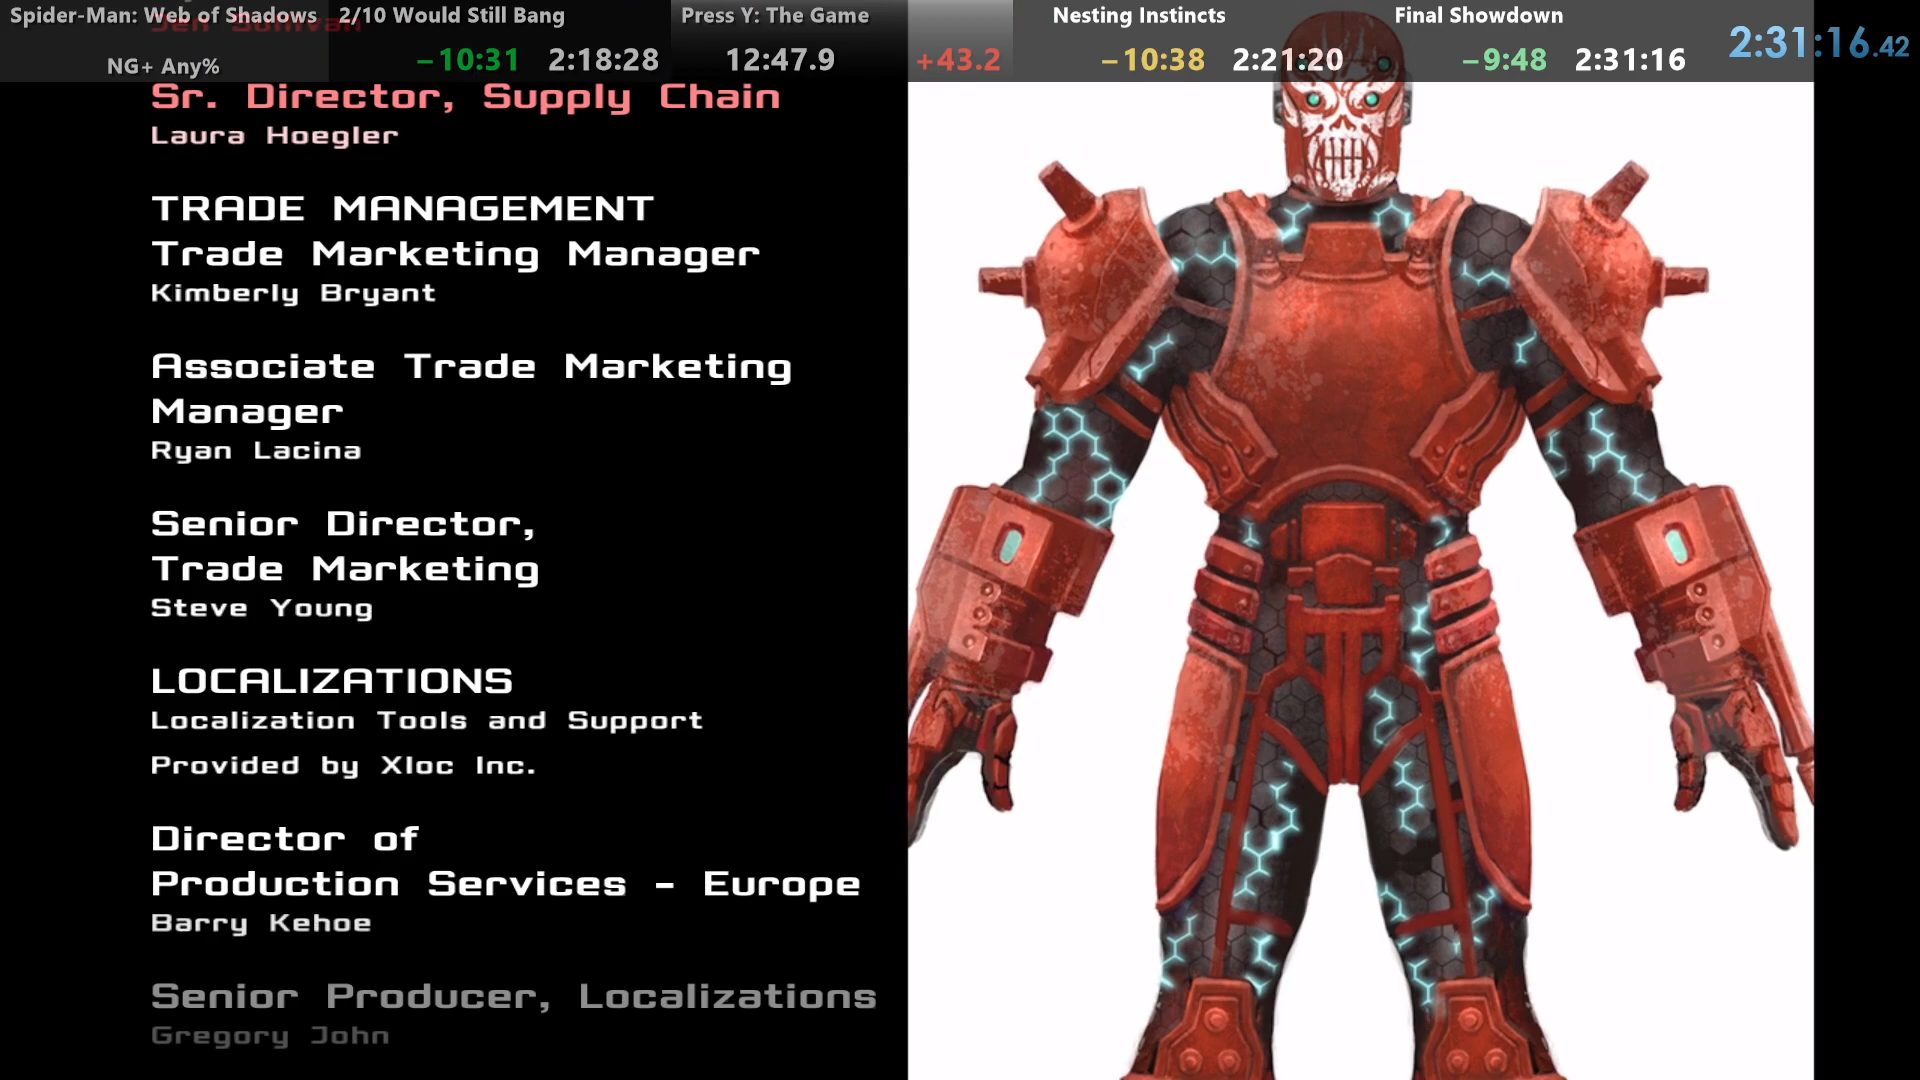 Spider-Man: Web of Shadows
NG+ Any%
2/10 Would Still Bang
-10:31 2:18:28
Press Y: The Game
12:47.9
+43.2
Nesting Instincts
-10:38 2:21:20
Final Showdown
-9:48 2:31:16
2:31:16.42
Jen Sullivan
Sr. Director, Supply Chain
Laura Hoegler
TRADE MANAGEMENT
Trade Marketing Manager
Kimberly Bryant
Associate Trade Marketing
Manager
Ryan Lacina
Senior Director,
Trade Marketing
Steve Young
LOCALIZATIONS
Localization Tools and Support
Provided by Xloc Inc.
Director of
Production Services - Europe
Barry Kehoe
Senior Producer, Localizations
Gregory John